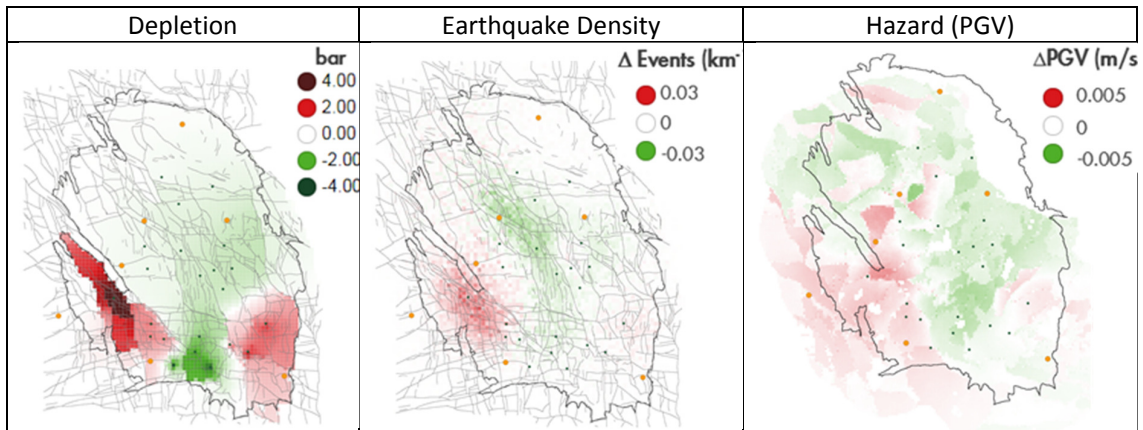 Depletion
Earthquake Density
Hazard (PGV)
bar
4.00
2.00
0.00
-2.00
-4.00
Δ Events (km-
0.03
0
-0.03
ΔPGV (m/s
0.005
0
-0.005